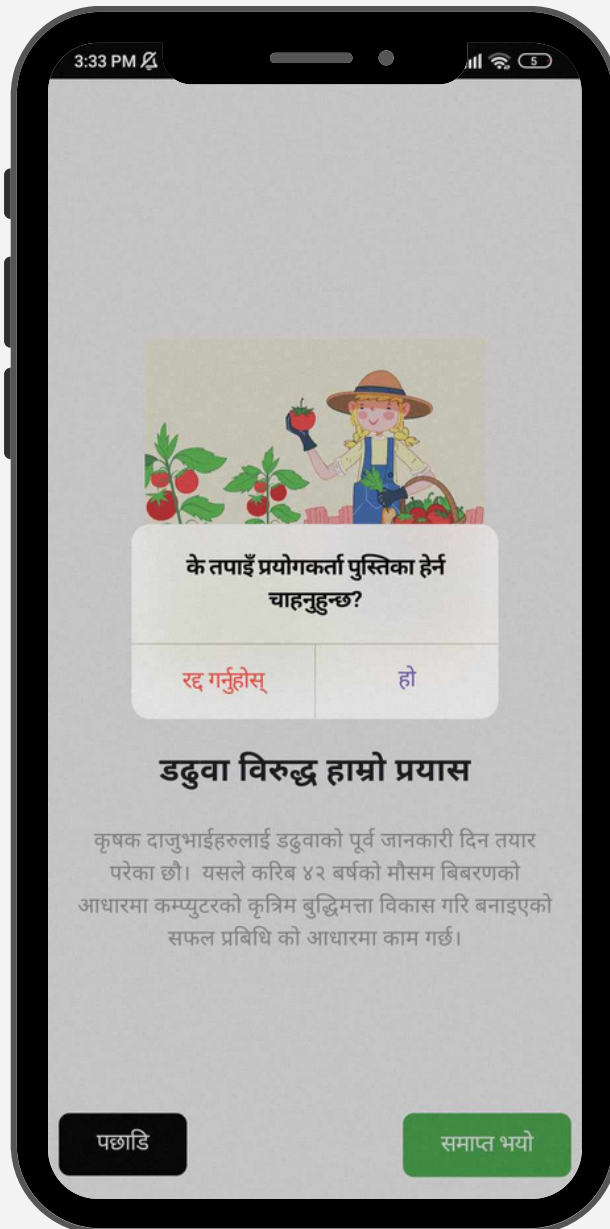 3:33 PM
5
के तपाइँ प्रयोगकर्ता पुस्तिका हेर्न
चाहनुहुन्छ?
रद्द गर्नुहोस्
हो
डढुवा विरुद्ध हाम्रो प्रयास
कृषक दाजुभाईहरुलाई डढुवाको पूर्व जानकारी दिन तयार
परेका छौ। यसले करिब ४२ बर्षको मौसम बिबरणको
आधारमा कम्प्युटरको कृत्रिम बुद्धिमत्ता विकास गरि बनाइएको
सफल प्रबिधि को आधारमा काम गर्छ।
पछाडि
समाप्त भयो